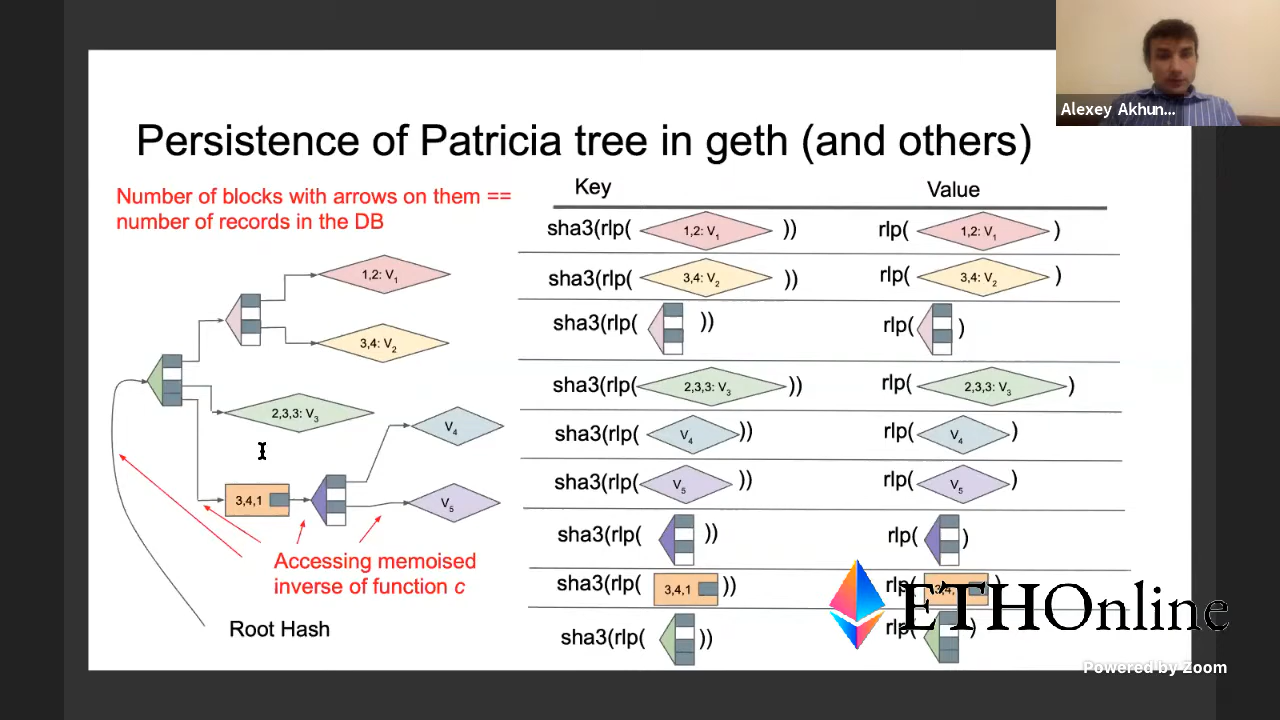 Alexey Akhun...
Persistence of Patricia tree in geth (and others)
Number of blocks with arrows on them ==
number of records in the DB
1,2: V1
3,4: V2
2,3,3: V3
V4
3,4,1
V5
Accessing memoised
inverse of function c
Root Hash
Key Value
sha3(rlp( 1,2: V1 )) rlp( 1,2: V1 )
sha3(rlp( 3,4: V2 )) rlp( 3,4: V2 )
sha3(rlp( )) rlp( )
sha3(rlp( 2,3,3: V3 )) rlp( 2,3,3: V3 )
sha3(rlp( V4 )) rlp( V4 )
sha3(rlp( V5 )) rlp( V5 )
sha3(rlp( )) rlp( )
sha3(rlp( 3,4,1 )) rlp( )
sha3(rlp( )) rlp( )
ETHOnline
Powered by Zoom